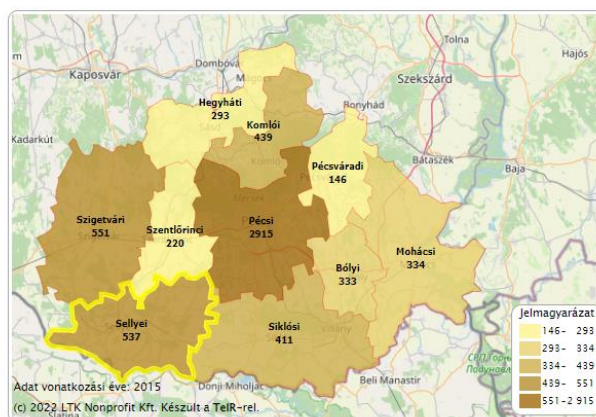 Tolna
Dombóvár
Hajós
Kaposvár
Szekszárd
Hegyháti
293
Bonyhád
Komlói
439
Kadarkút
Pécsváradi
146
Bátaszék
Baja
Szigetvári
551
Szentlőrinci
220
Pécsi
2915
Mohácsi
334
Bólyi
333
Sellyei
537
Siklósi
411
Jelmagyarázat
146- 293
293- 334
334- 439
439- 551
551-2 915
Beli Manastir
Donji Miholjac
Adat vonatkozási éve: 2015
Slatina
(c) 2022 LTK Nonprofit Kft. Készült a TeIR-rel.